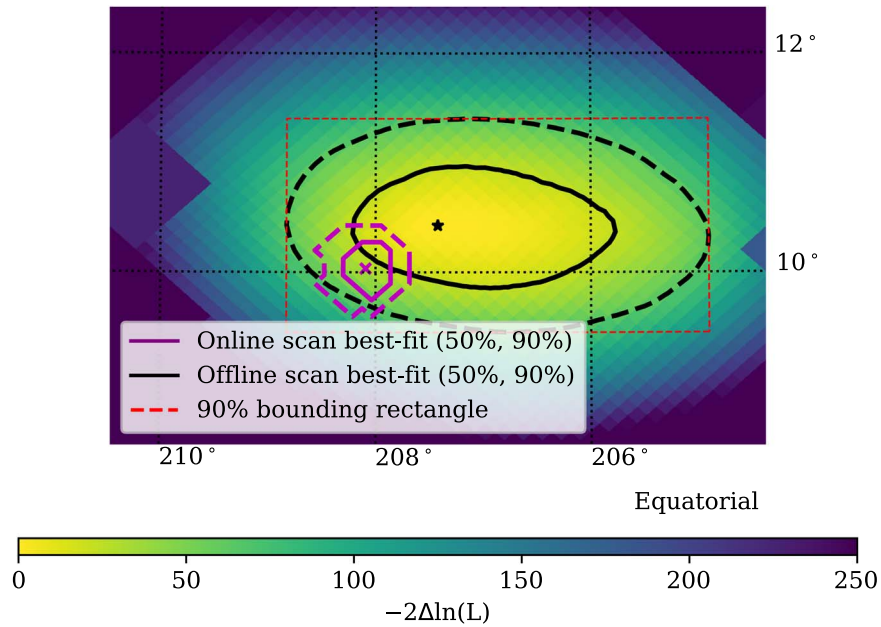 12°
10°
Online scan best-fit (50%, 90%)
Offline scan best-fit (50%, 90%)
90% bounding rectangle
210° 208° 206°
Equatorial
0 50 100 150 200 250
−2Δln(L)